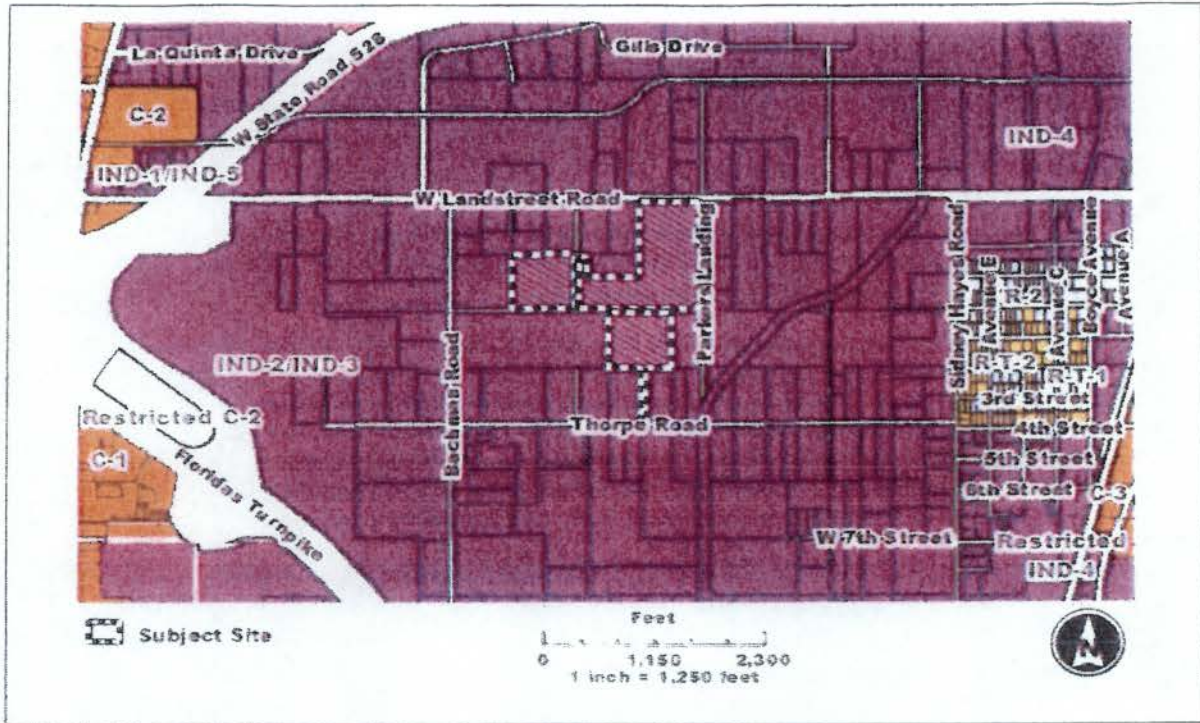 La Quinta Drive
W State Road 528
Gills Drive
C-2
IND-1/IND-5
IND-4
W Landstreet Road
Parkers Landing
Sidney Hayes Road
Avenue E
Avenue C
Boyce Avenue
Avenue A
R-2
R-T-2
R-T-1
3rd Street
4th Street
5th Street
6th Street
IND-2/IND-3
Bachman Road
Thorpe Road
Restricted C-2
C-1
Floridas Turnpike
C-3
W 7th Street
Restricted
IND-4
Subject Site
Feet
0 1,150 2,300
1 inch = 1,250 feet
N